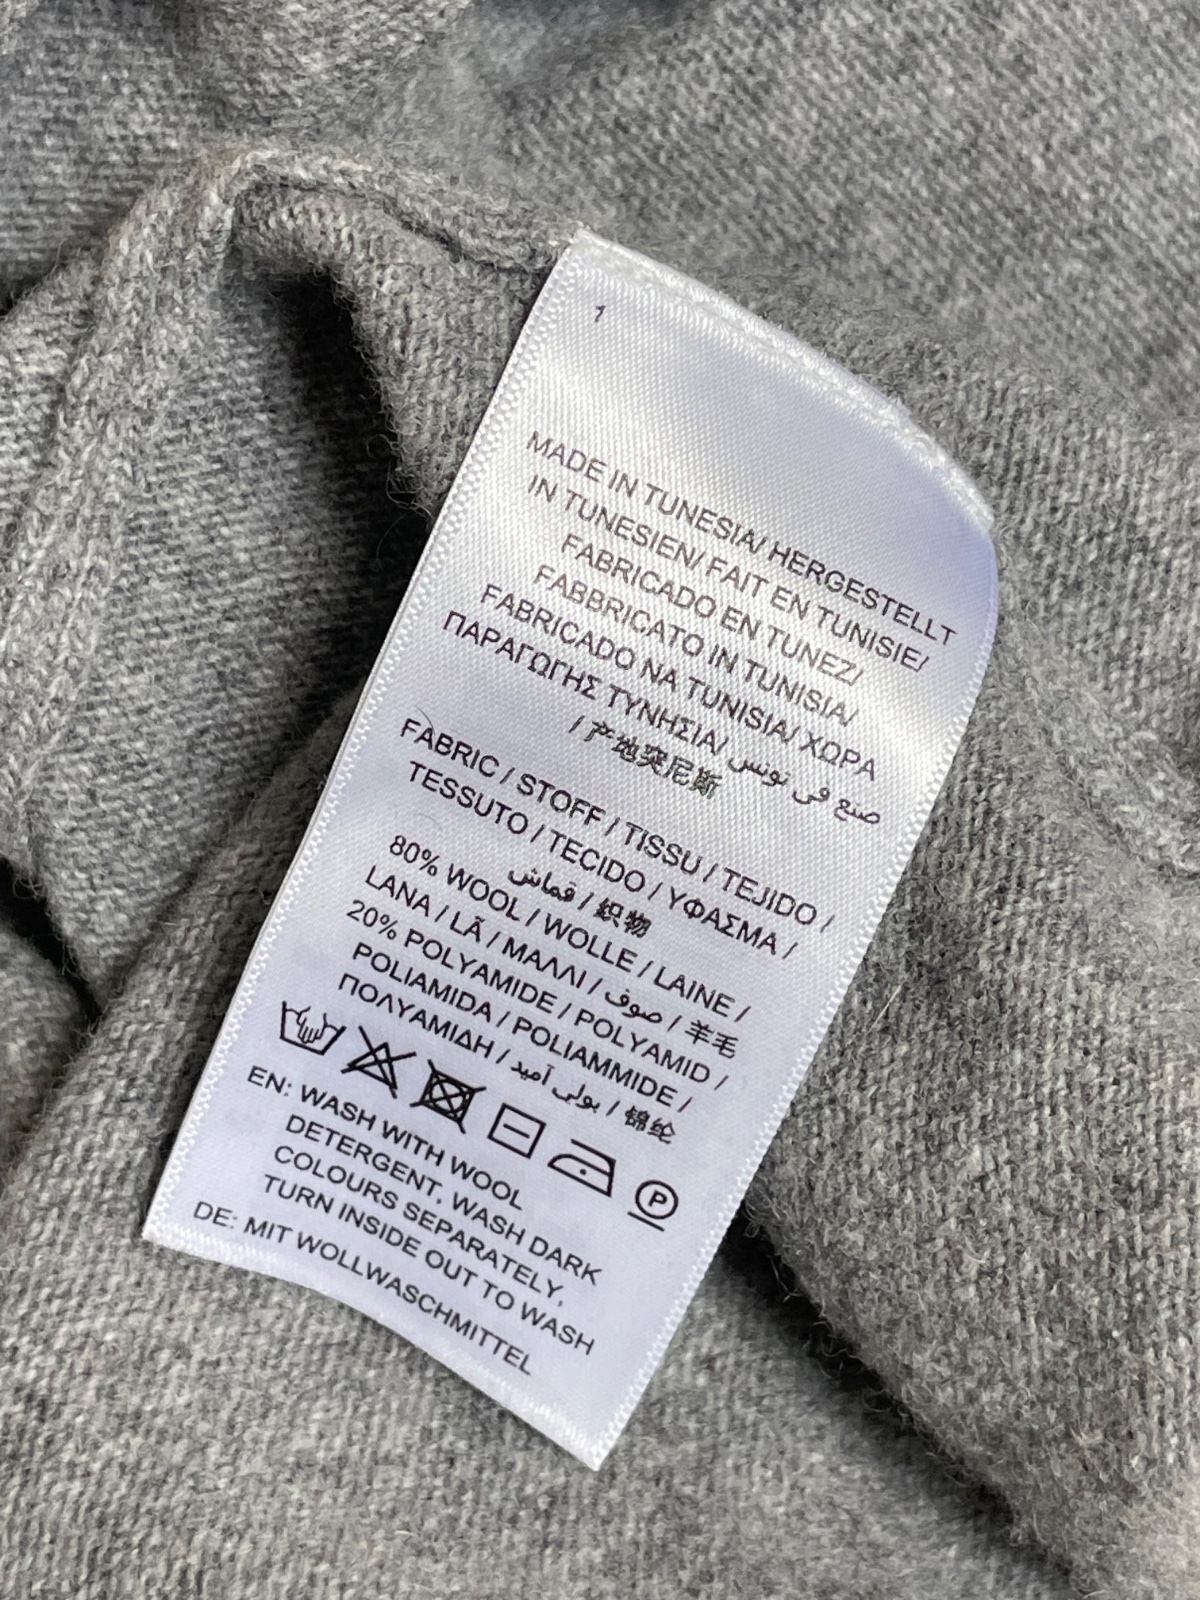 1
MADE IN TUNESIA/ HERGESTELLT
IN TUNESIEN/ FAIT EN TUNISIE/
FABRICADO EN TUNEZ/
FABBRICATO IN TUNISIA/
FABRICADO NA TUNISIA/ ΧΩΡΑ
ΠΑΡΑΓΩΓΗΣ ΤΥΝΗΣΙΑ/ صنع في تونس
/ 产地突尼斯
FABRIC / STOFF / TISSU / TEJIDO /
TESSUTO / TECIDO / ΥΦΑΣΜΑ /
قماش / 织物
80% WOOL / WOLLE / LAINE /
LANA / LÃ / ΜΑΛΛΙ / صوف / 羊毛
20% POLYAMIDE / POLYAMID /
POLIAMIDA / POLIAMMIDE /
ΠΟΛΥΑΜΙΔΗ / بولي آميد / 锦纶
P
EN: WASH WITH WOOL
DETERGENT, WASH DARK
COLOURS SEPARATELY,
TURN INSIDE OUT TO WASH
DE: MIT WOLLWASCHMITTEL